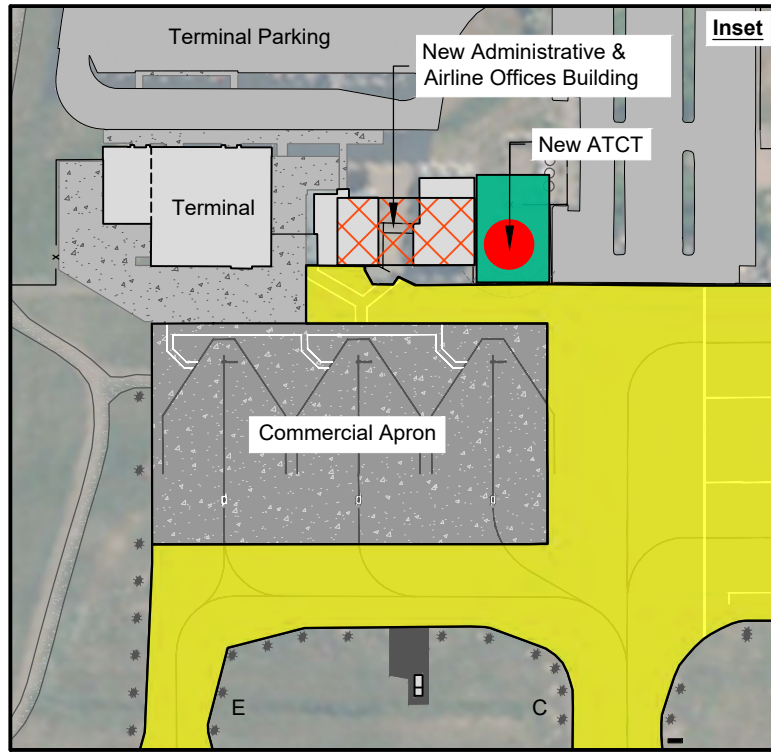 Inset
Terminal Parking
New Administrative &
Airline Offices Building
New ATCT
Terminal
Commercial Apron
E
C